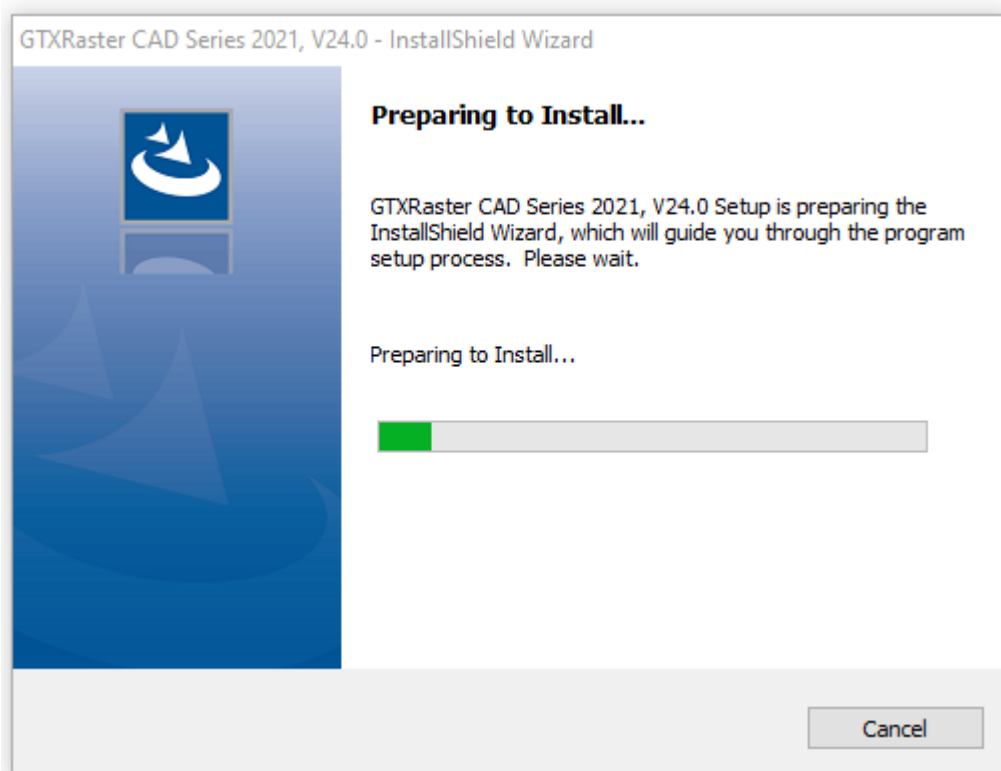 GTXRaster CAD Series 2021, V24.0 - InstallShield Wizard
Preparing to Install...
GTXRaster CAD Series 2021, V24.0 Setup is preparing the
InstallShield Wizard, which will guide you through the program
setup process.  Please wait.
Preparing to Install...
Cancel